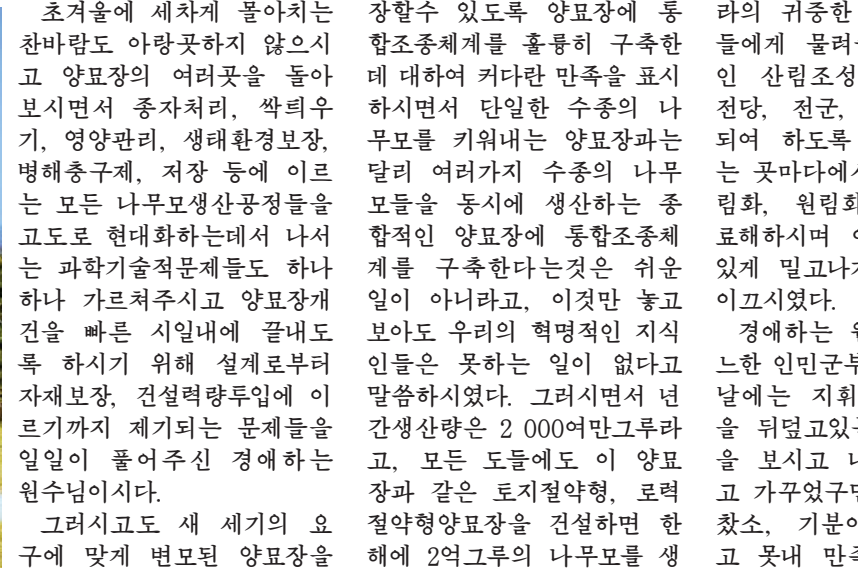 초겨울에 세차게 몰아치는
찬바람도 아랑곳하지 않으시
고 양묘장의 여러곳을 돌아
보시면서 종자처리, 싹틔우
기, 영양관리, 생태환경보장,
병해충구제, 저장 등에 이르
는 모든 나무모생산공정들을
고도로 현대화하는데서 나서
는 과학기술적문제들도 하나
하나 가르쳐주시고 양묘장개
건을 빠른 시일내에 끝내도
록 하시기 위해 설계로부터
자재보장, 건설력량투입에 이
르기까지 제기되는 문제들을
일일이 풀어주신 경애하는
원수님이시다.
그러시고도 새 세기의 요
구에 맞게 변모된 양묘장을
장할수 있도록 양묘장에 통
합조종체계를 훌륭히 구축한
데 대하여 커다란 만족을 표시
하시면서 단일한 수종의 나
무모를 키워내는 양묘장과는
달리 여러가지 수종의 나무
모들을 동시에 생산하는 종
합적인 양묘장에 통합조종체
계를 구축한다는것은 쉬운
일이 아니라고, 이것만 놓고
보아도 우리의 혁명적인 지식
인들은 못하는 일이 없다고
말씀하시였다. 그러시면서 년
간생산량은 2 000여만그루라
고, 모든 도들에도 이 양묘
장과 같은 토지절약형, 로력
절약형양묘장을 건설하면 한
해에 2억그루의 나무모를 생
라의 귀중한
들에게 물려
인 산림조성
전당, 전군,
되여 하도록
는 곳마다에
림화, 원림
료해하시며
있게 밀고나
이끄시였다.
경애하는
느한 인민군
날에는 지휘
을 뒤덮고있
을 보시고
고 가꾸었구
찼소, 기분
고 못내 만